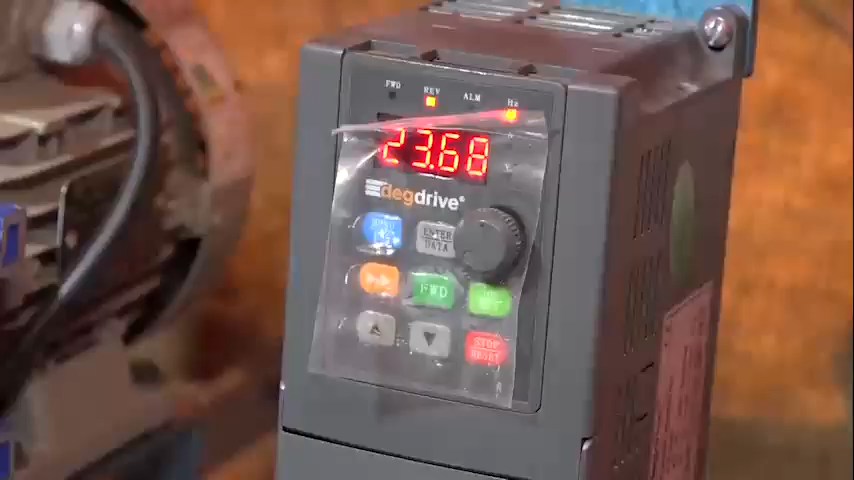 FWD REV ALM Hz
23.68
degdrive®
ENTER
DATA
FWD
STOP
RESET